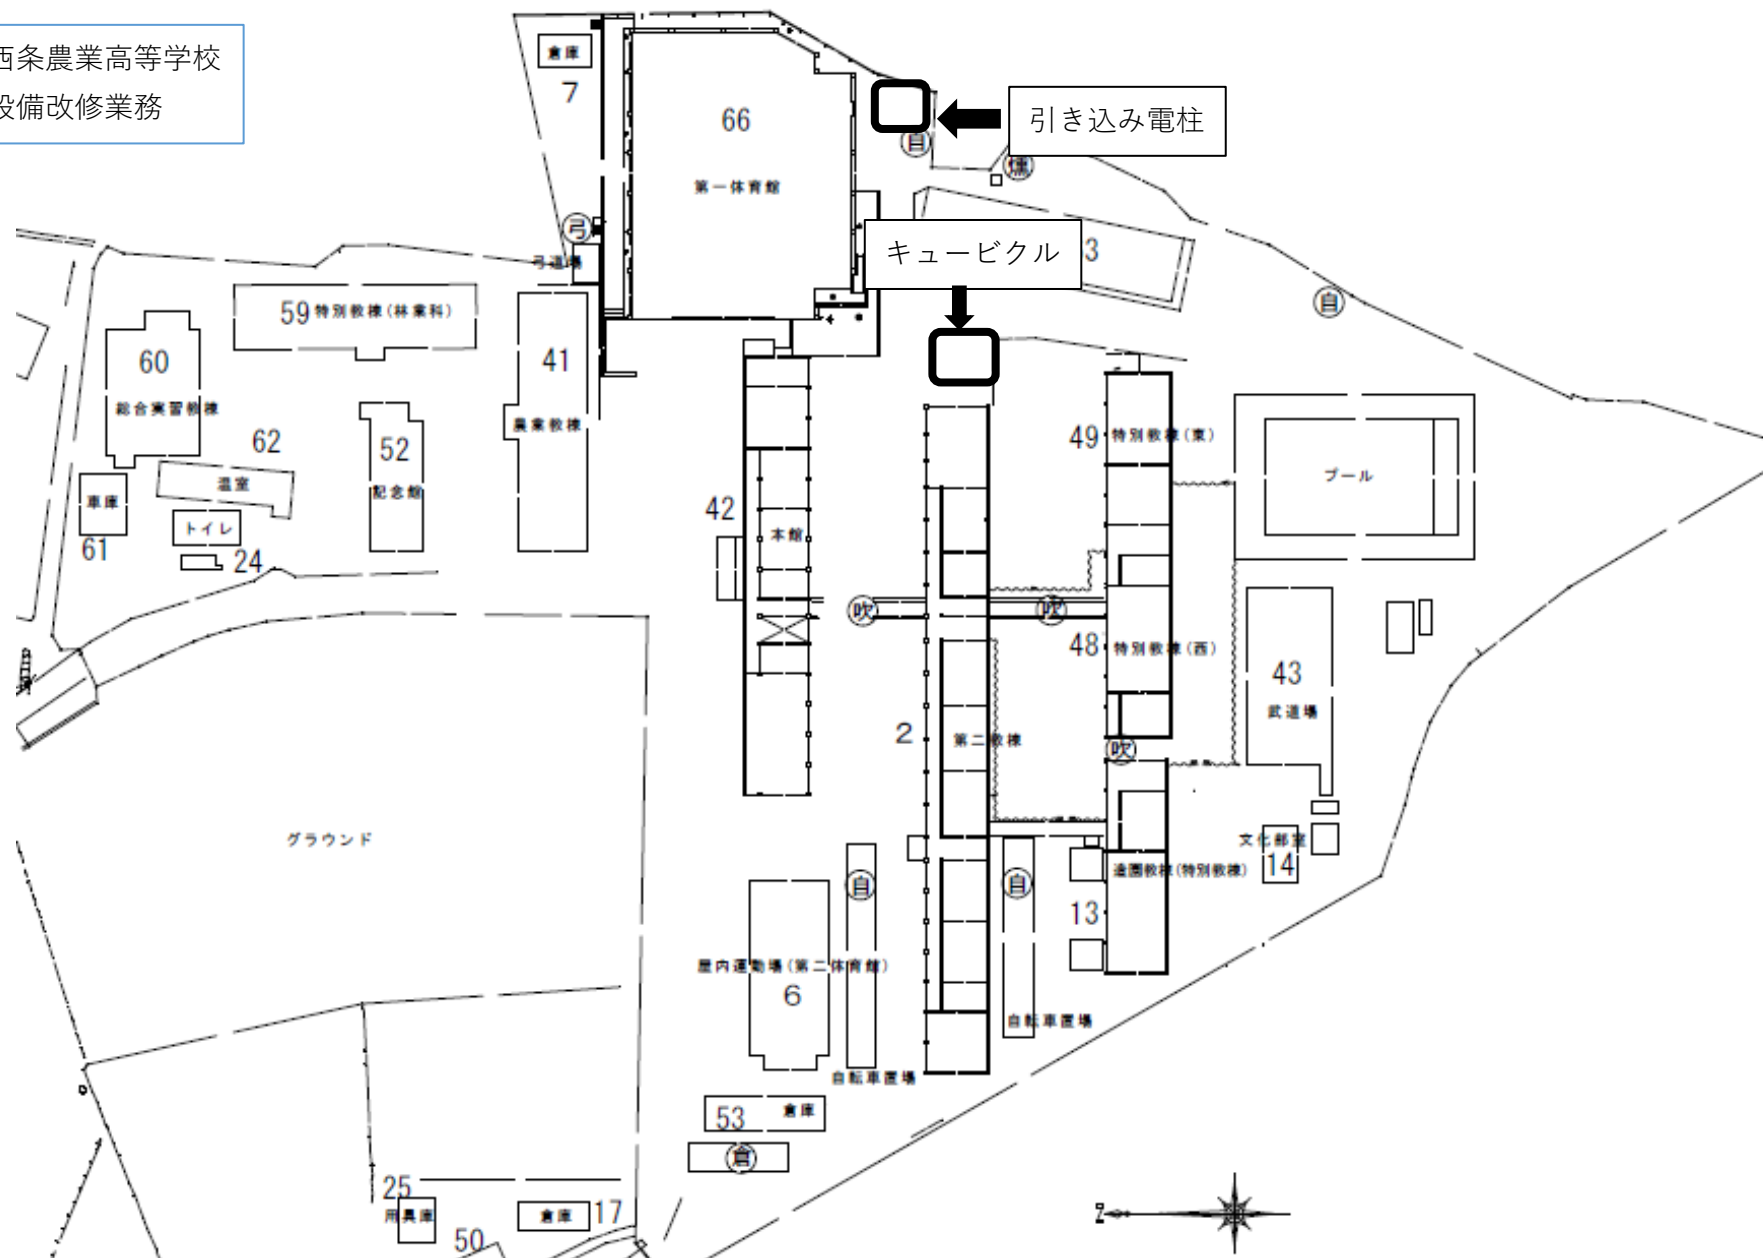 西条農業高等学校
設備改修業務
倉庫
7
66
第一体育館
引き込み電柱
自
燻
弓
弓道場
キュービクル
3
自
59 特別教棟(林業科)
60
総合実習教棟
41
農業教棟
62
温室
52
記念館
車庫
61
トイレ
24
42
本館
49 特別教棟(東)
プール
吹
吹
48 特別教棟(西)
43
武道場
2
第二教棟
吹
グラウンド
文化部室
14
造園教棟(特別教棟)
13
自
自
屋内運動場(第二体育館)
6
自転車置場
自転車置場
53 倉庫
倉
25
用具庫
倉庫 17
50
Z